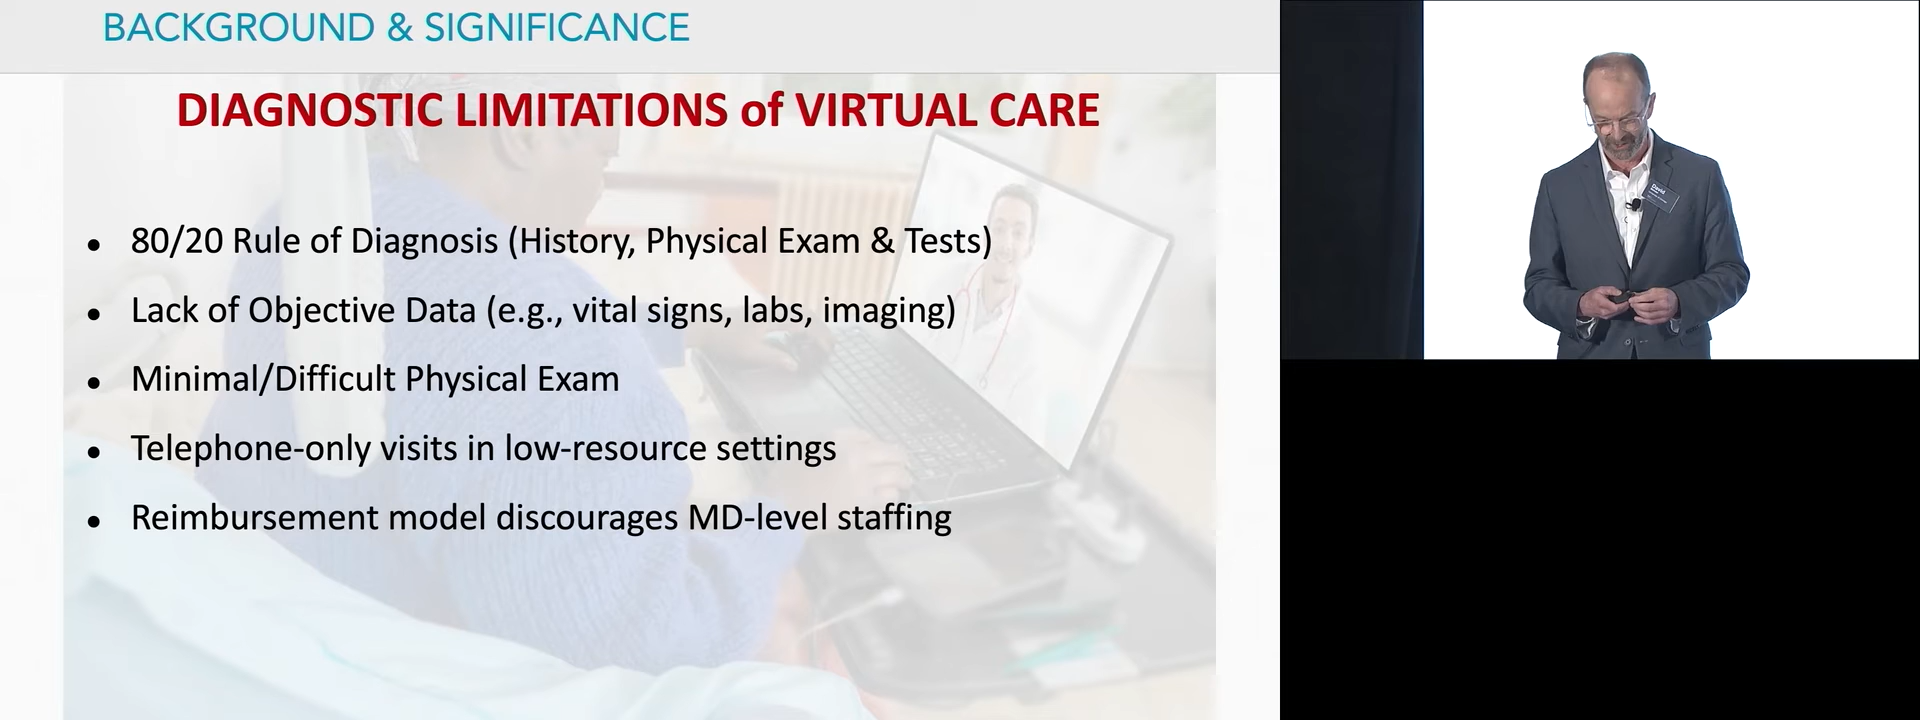 BACKGROUND & SIGNIFICANCE
DIAGNOSTIC LIMITATIONS of VIRTUAL CARE
• 80/20 Rule of Diagnosis (History, Physical Exam & Tests)
• Lack of Objective Data (e.g., vital signs, labs, imaging)
• Minimal/Difficult Physical Exam
• Telephone-only visits in low-resource settings
• Reimbursement model discourages MD-level staffing
David